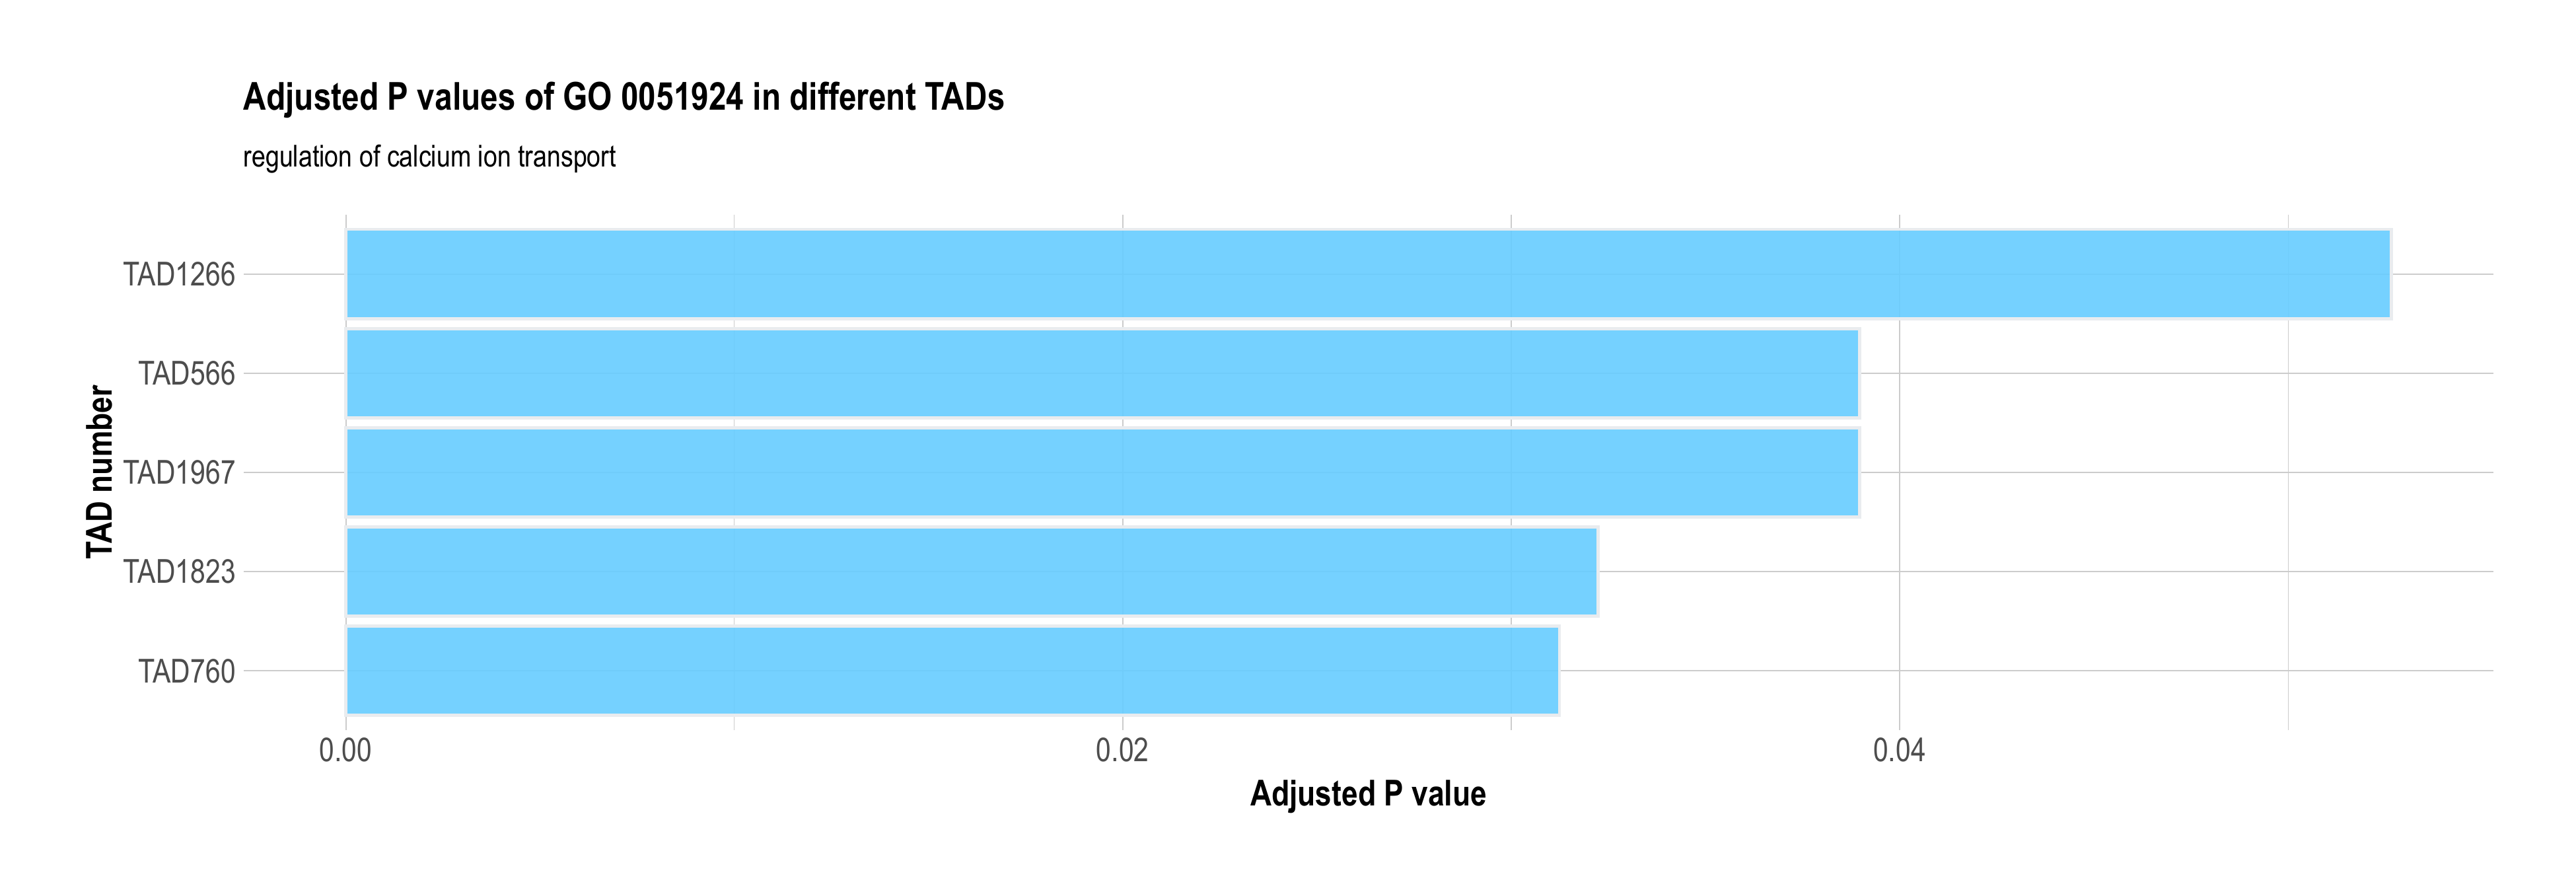 Adjusted P values of GO 0051924 in different TADs
regulation of calcium ion transport
TAD number
TAD1266
TAD566
TAD1967
TAD1823
TAD760
0.00
0.02
0.04
Adjusted P value